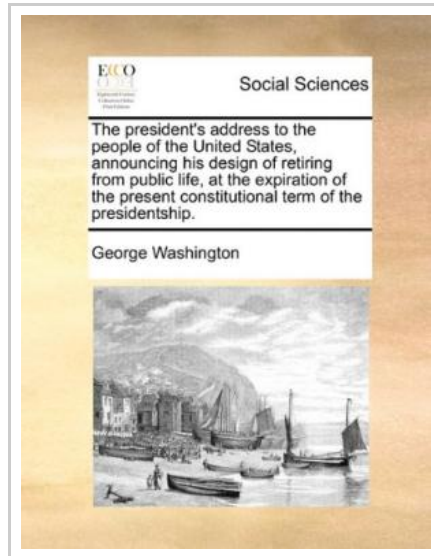 ECCO
Social Sciences
The president's address to the
people of the United States,
announcing his design of retiring
from public life, at the expiration of
the present constitutional term of the
presidentship.
George Washington